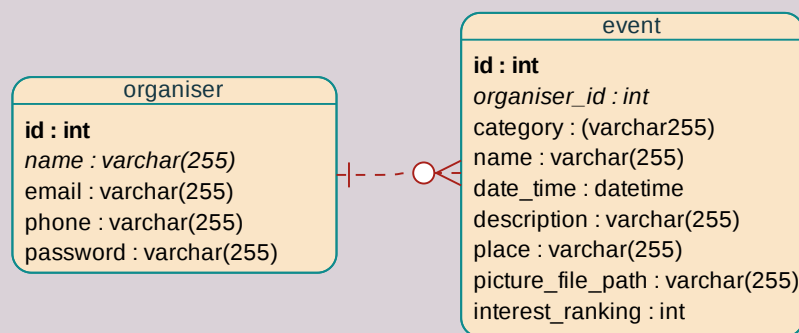 organiser
id : int
name : varchar(255)
email : varchar(255)
phone : varchar(255)
password : varchar(255)
event
id : int
organiser_id : int
category : (varchar255)
name : varchar(255)
date_time : datetime
description : varchar(255)
place : varchar(255)
picture_file_path : varchar(255)
interest_ranking : int